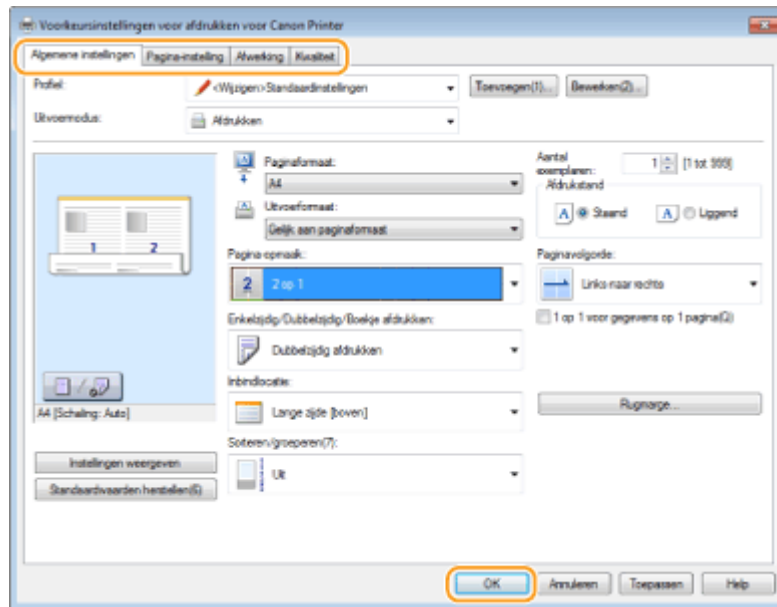 Voorkeursinstellingen voor afdrukken voor Canon Printer
Algemene instellingen Pagina-instelling Afwerking Kwaliteit
Profiel: <Wijzigen>Standaardinstellingen Toevoegen(1)... Bewerken(2)...
Uitvoermodus: Afdrukken
Paginaformaat:
A4
Uitvoerformaat:
Gelijk aan paginaformaat
Aantal exemplaren: 1 [1 tot 999]
Afdrukstand
A Staand A Liggend
1 2
Pagina-opmaak:
2 2 op 1
Paginavolgorde:
Links naar rechts
1 op 1 voor gegevens op 1 pagina(Q)
Enkelzijdig/Dubbelzijdig/Boekje afdrukken:
Dubbelzijdig afdrukken
Inbindlocatie:
Lange zijde [boven]
Rugmarge...
A4 [Schaling: Auto]
Sorteren/groeperen(7):
Uit
Instellingen weergeven
Standaardwaarden herstellen(6)
OK Annuleren Toepassen Help